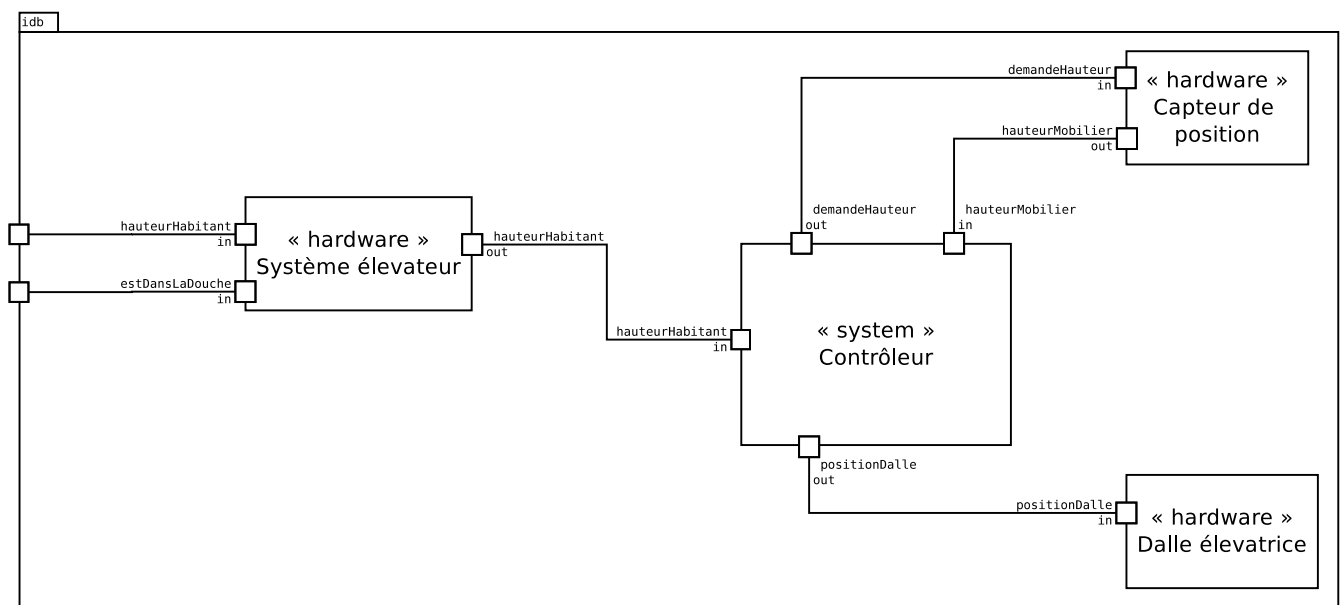 idb
demandeHauteur
in
« hardware »
Capteur de
position
hauteurMobilier
out
demandeHauteur
out
hauteurMobilier
in
hauteurHabitant
in
« hardware »
Système élevateur
hauteurHabitant
out
estDansLaDouche
in
hauteurHabitant
in
« system »
Contrôleur
positionDalle
out
positionDalle
in
« hardware »
Dalle élevatrice